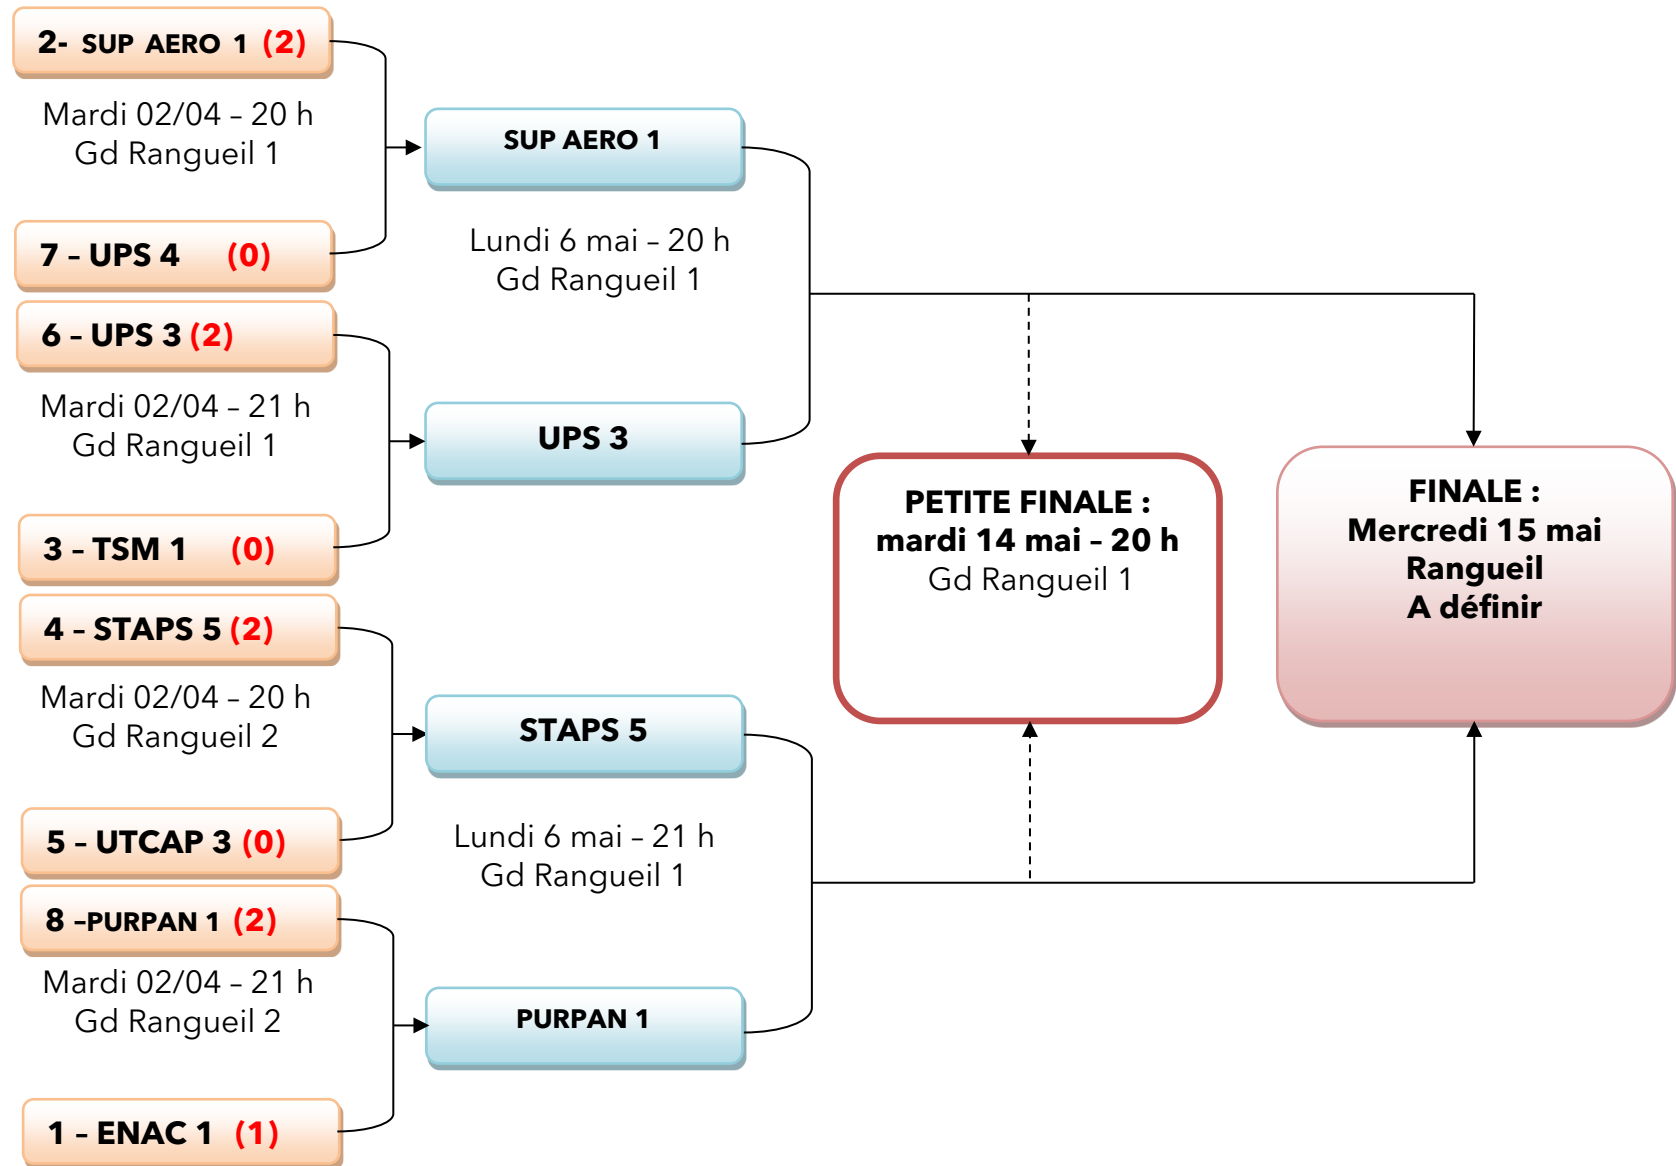 2- SUP AERO 1 (2)
Mardi 02/04 – 20 h
Gd Rangueil 1
7 – UPS 4 (0)
6 – UPS 3 (2)
Mardi 02/04 – 21 h
Gd Rangueil 1
3 – TSM 1 (0)
4 – STAPS 5 (2)
Mardi 02/04 – 20 h
Gd Rangueil 2
5 – UTCAP 3 (0)
8 –PURPAN 1 (2)
Mardi 02/04 – 21 h
Gd Rangueil 2
1 – ENAC 1 (1)
SUP AERO 1
Lundi 6 mai – 20 h
Gd Rangueil 1
UPS 3
STAPS 5
Lundi 6 mai – 21 h
Gd Rangueil 1
PURPAN 1
PETITE FINALE :
mardi 14 mai – 20 h
Gd Rangueil 1
FINALE :
Mercredi 15 mai
Rangueil
A définir